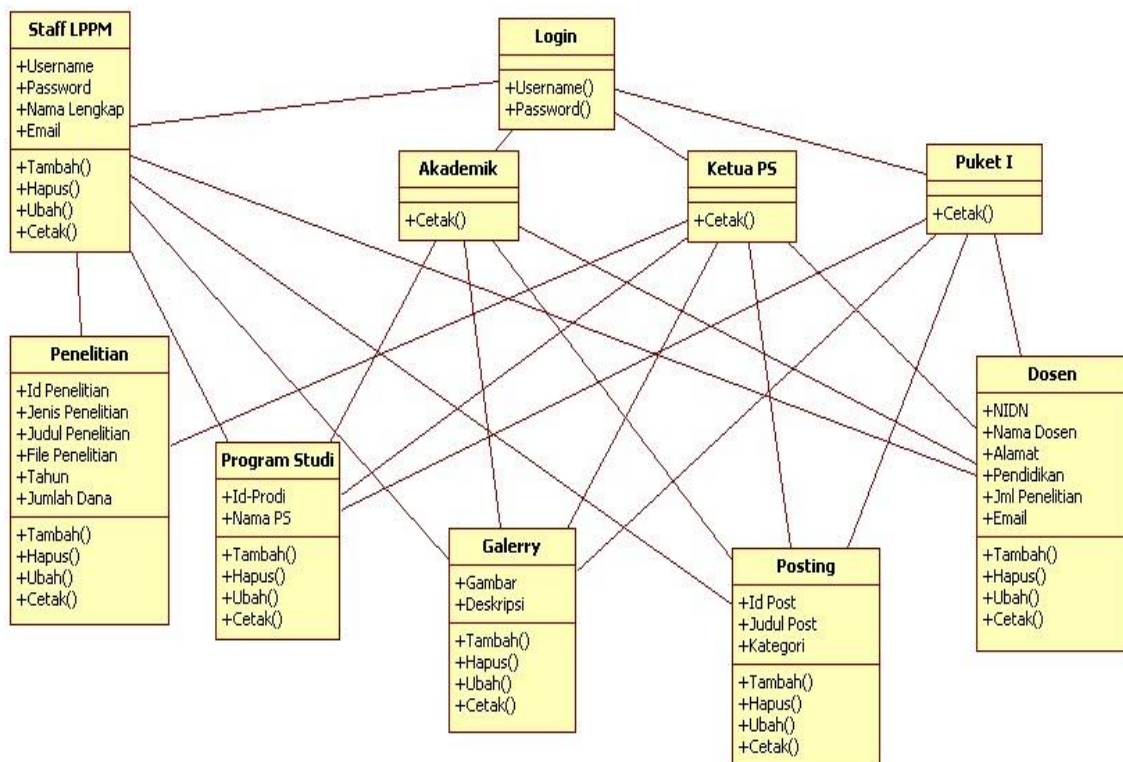 Staff LPPM
+Username
+Password
+Nama Lengkap
+Email
+Tambah()
+Hapus()
+Ubah()
+Cetak()
Login
+Username()
+Password()
Akademik
+Cetak()
Ketua PS
+Cetak()
Puket I
+Cetak()
Penelitian
+Id Penelitian
+Jenis Penelitian
+Judul Penelitian
+File Penelitian
+Tahun
+Jumlah Dana
+Tambah()
+Hapus()
+Ubah()
+Cetak()
Program Studi
+Id-Prodi
+Nama PS
+Tambah()
+Hapus()
+Ubah()
+Cetak()
Galerry
+Gambar
+Deskripsi
+Tambah()
+Hapus()
+Ubah()
+Cetak()
Posting
+Id Post
+Judul Post
+Kategori
+Tambah()
+Hapus()
+Ubah()
+Cetak()
Dosen
+NIDN
+Nama Dosen
+Alamat
+Pendidikan
+Jml Penelitian
+Email
+Tambah()
+Hapus()
+Ubah()
+Cetak()